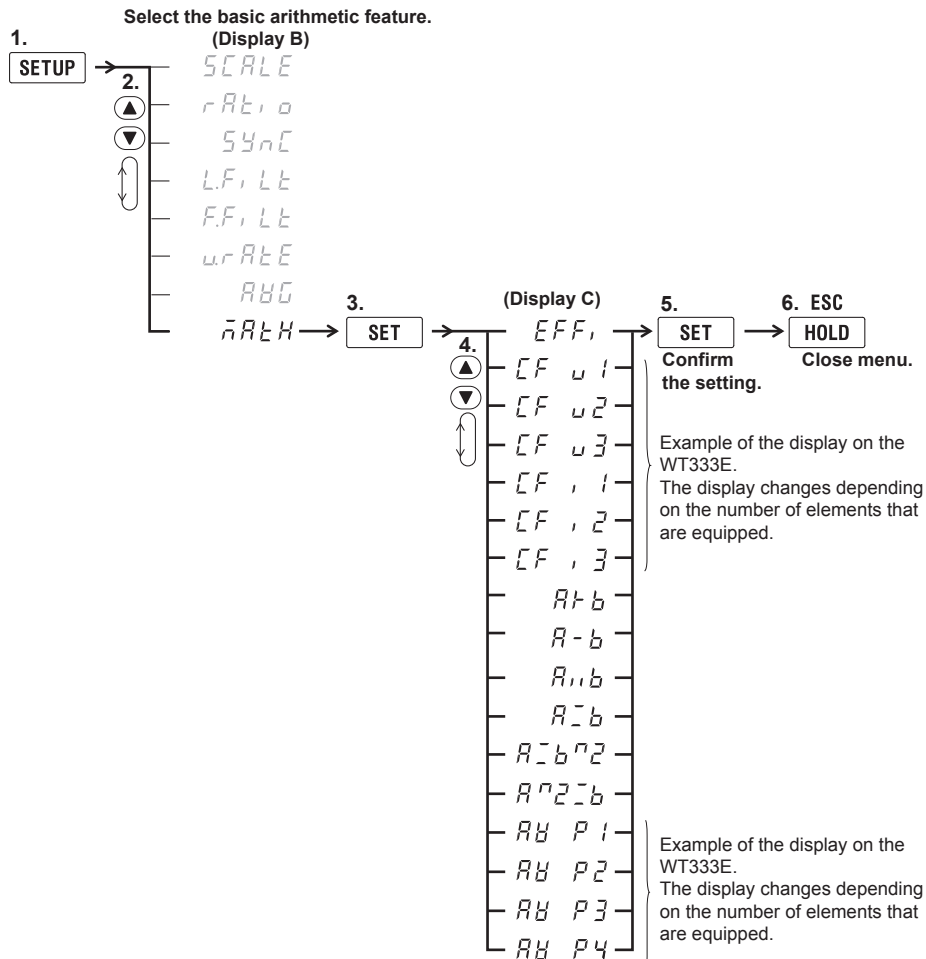 Select the basic arithmetic feature.
1.
(Display B)
SETUP
2.
SCALE
rAtio
SYnC
L.FiLt
F.FiLt
u.rAtE
AVG
MAtH
3.
SET
4.
(Display C)
EFFi
CF u1
CF u2
CF u3
CF i1
CF i2
CF i3
A+b
A-b
5.
SET
Confirm
the setting.
6. ESC
HOLD
Close menu.
Example of the display on the
WT333E.
The display changes depending
on the number of elements that
are equipped.
AV P1
AV P2
AV P3
AV P4
Example of the display on the
WT333E.
The display changes depending
on the number of elements that
are equipped.